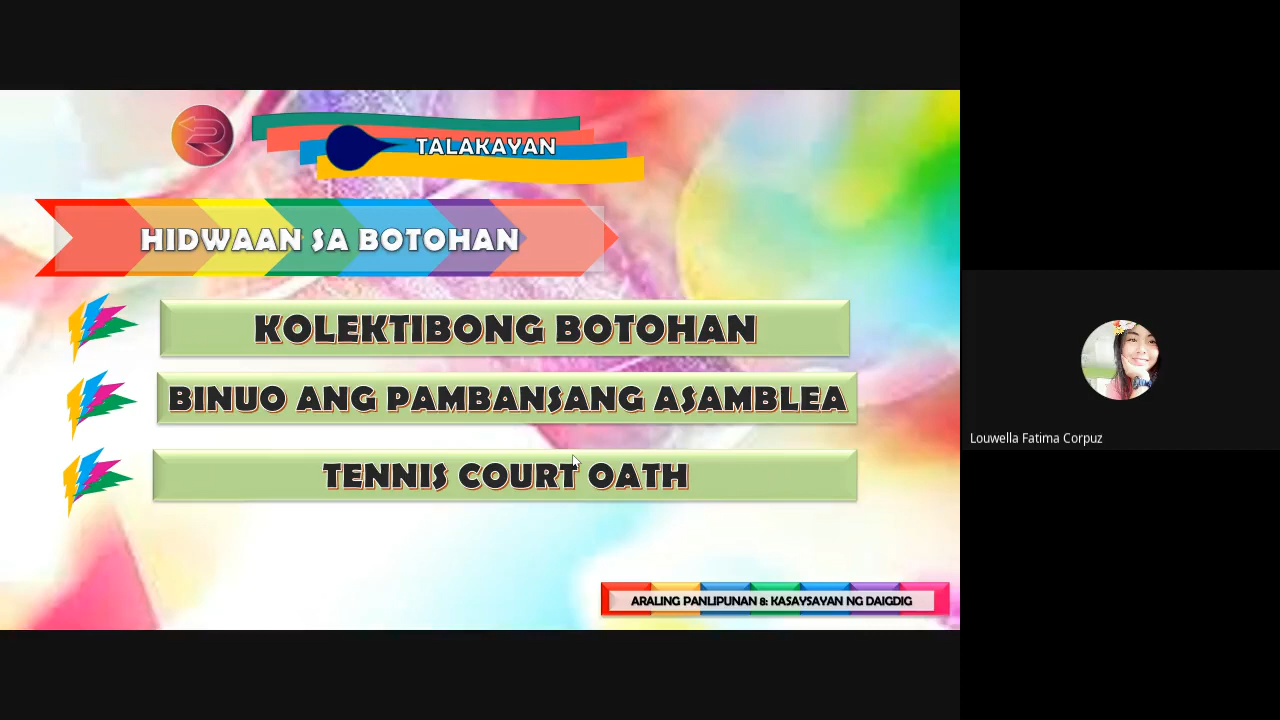 TALAKAYAN
HIDWAAN SA BOTOHAN
KOLEKTIBONG BOTOHAN
BINUO ANG PAMBANSANG ASAMBLEA
TENNIS COURT OATH
Louwella Fatima Corpuz
ARALING PANLIPUNAN 8: KASAYSAYAN NG DAIGDIG